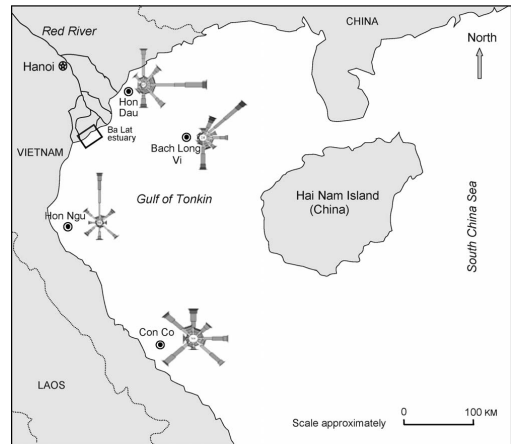 CHINA
Red River
North
Hanoi
Hon
Dau
Ba Lat
estuary
VIETNAM
Bach Long
Vi
Gulf of Tonkin
Hai Nam Island
(China)
South China Sea
Hon Ngu
Con Co
LAOS
Scale approximately
0
100 KM